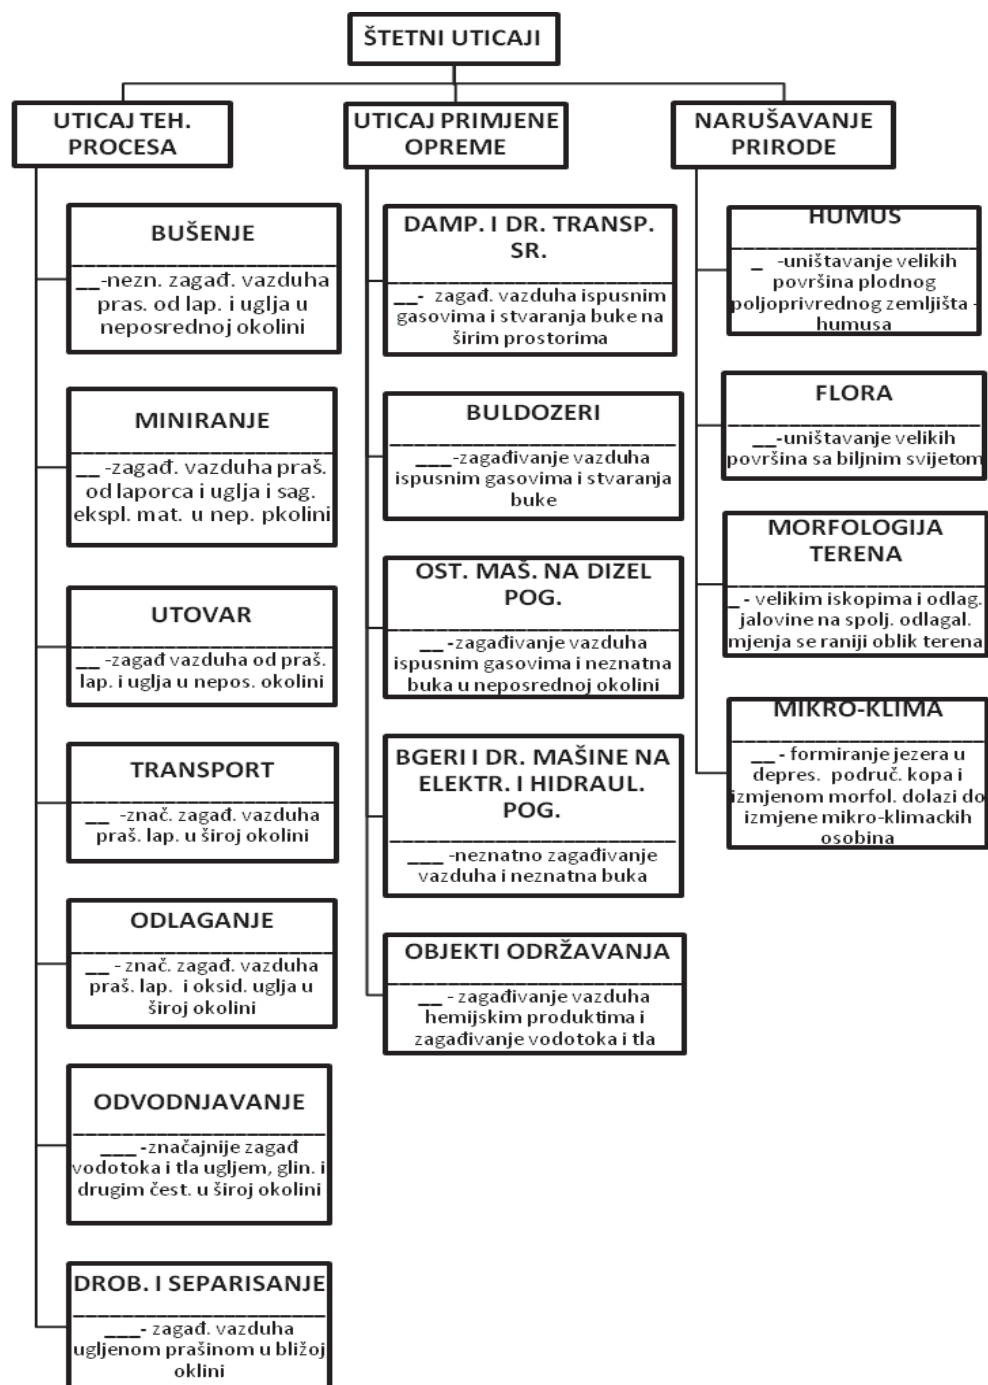 ŠTETNI UTICAJI
UTICAJ TEH.
PROCESA
BUŠENJE
__-nezn. zagađ. vazduha
pras. od lap. i uglja u
neposrednoj okolini
MINIRANJE
__ -zagađ. vazduha praš.
od laporca i uglja i sag.
ekspl. mat. u nep. pkolini
UTOVAR
__ -zagađ vazduha od praš.
lap. i uglja u nepos. okolini
TRANSPORT
__ -znač. zagađ. vazduha
praš. lap. u široj okolini
ODLAGANJE
__ - znač. zagađ. vazduha
praš. lap. i oksid. uglja u
široj okolini
ODVODNJAVANJE
___ -značajnije zagađ
vodotoka i tla ugljem, glin. i
drugim čest. u široj okolini
DROB. I SEPARISANJE
___- zagađ. vazduha
ugljenom prašinom u bližoj
oklini
UTICAJ PRIMJENE
OPREME
DAMP. I DR. TRANSP.
SR.
__- zagađ. vazduha ispusnim
gasovima i stvaranja buke na
širim prostorima
BULDOZERI
___-zagađivanje vazduha
ispusnim gasovima i stvaranja
buke
OST. MAŠ. NA DIZEL
POG.
__ -zagađivanje vazduha
ispusnim gasovima i neznatna
buka u neposrednoj okolini
BGERI I DR. MAŠINE NA
ELEKTR. I HIDRAUL.
POG.
___ -neznatno zagađivanje
vazduha i neznatna buka
OBJEKTI ODRŽAVANJA
__ - zagađivanje vazduha
hemijskim produktima i
zagađivanje vodotoka i tla
NARUŠAVANJE
PRIRODE
HUMUS
_ -uništavanje velikih
površina plodnog
poljoprivrednog zemljišta -
humusa
FLORA
__-uništavanje velikih
površina sa biljnim svijetom
MORFOLOGIJA
TERENA
_- velikim iskopima i odlag.
jalovine na spolj. odlagal.
mjenja se raniji oblik terena
MIKRO-KLIMA
__ - formiranje jezera u
depres. područ. kopa i
izmjenom morfol. dolazi do
izmjene mikro-klimackih
osobina